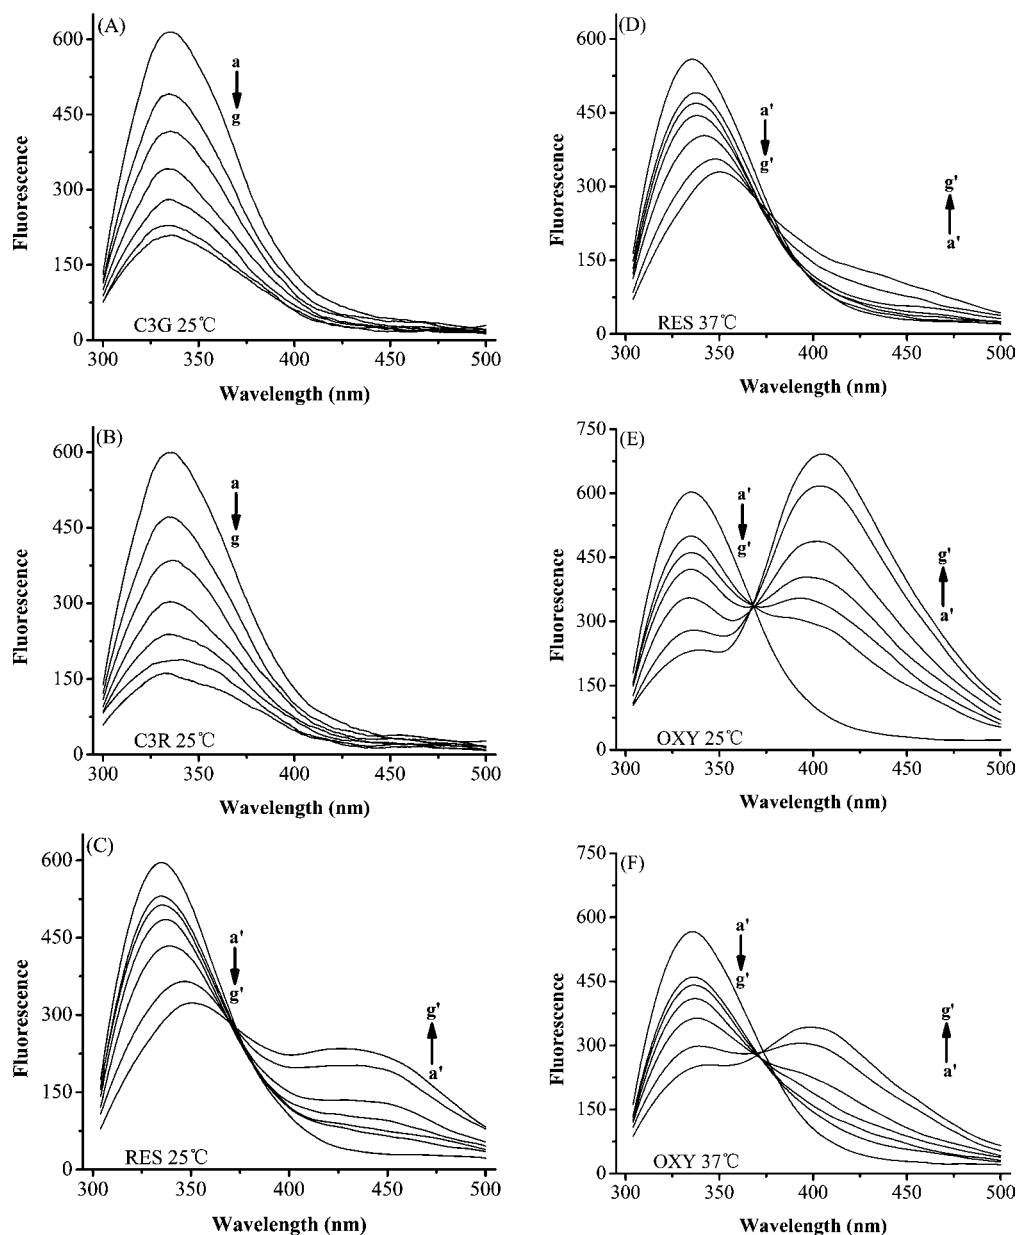 (A)
600
450
300
150
0
Fluorescence
a
g
C3G 25℃
300 350 400 450 500
Wavelength (nm)
(B)
600
450
300
150
0
Fluorescence
a
g
C3R 25℃
300 350 400 450 500
Wavelength (nm)
(C)
600
450
300
150
0
Fluorescence
a'
g'
g'
a'
RES 25℃
300 350 400 450 500
Wavelength (nm)
(D)
600
450
300
150
0
Fluorescence
a'
g'
g'
a'
RES 37℃
300 350 400 450 500
Wavelength (nm)
(E)
750
600
450
300
150
0
Fluorescence
a'
g'
g'
a'
OXY 25℃
300 350 400 450 500
Wavelength (nm)
(F)
750
600
450
300
150
0
Fluorescence
a'
g'
g'
a'
OXY 37℃
300 350 400 450 500
Wavelength (nm)